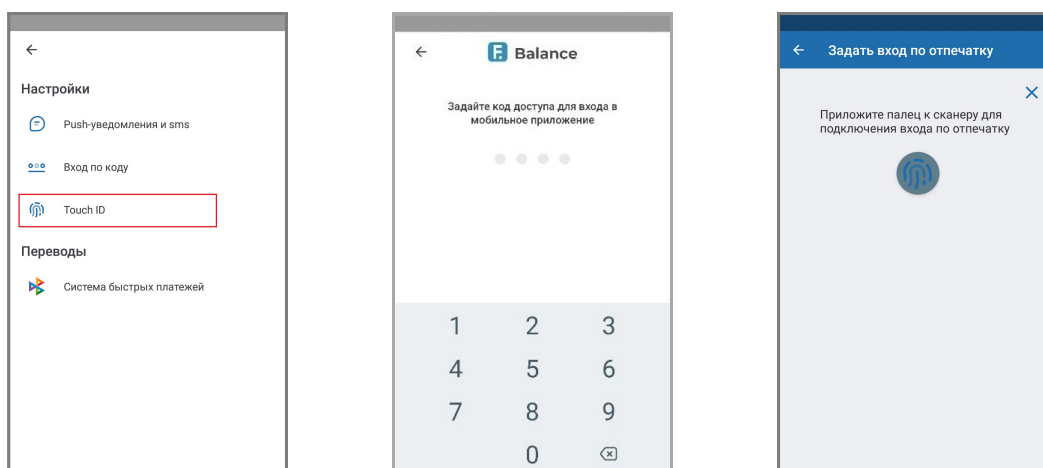 Настройки
Push-уведомления и sms
Вход по коду
Touch ID
Переводы
Система быстрых платежей
F. Balance
Задайте код доступа для входа в
мобильное приложение
1 2 3
4 5 6
7 8 9
0
Задать вход по отпечатку
Приложите палец к сканеру для
подключения входа по отпечатку